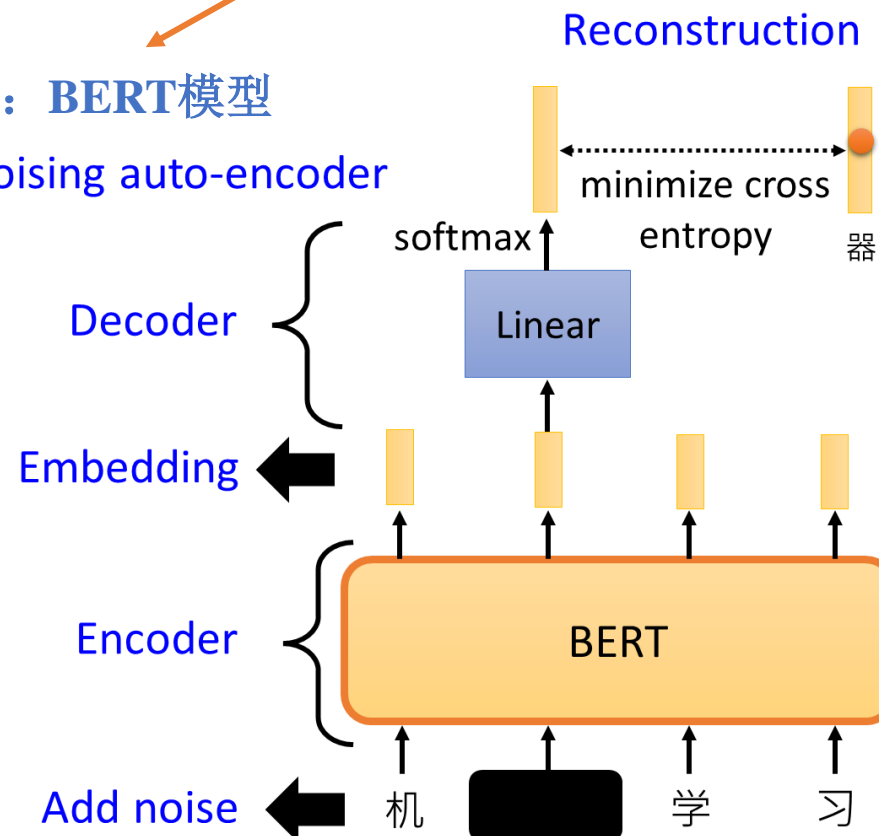 Reconstruction
：BERT模型
oising auto-encoder
minimize cross
entropy
softmax
器
Decoder
Linear
Embedding
Encoder
BERT
Add noise
机 学 习